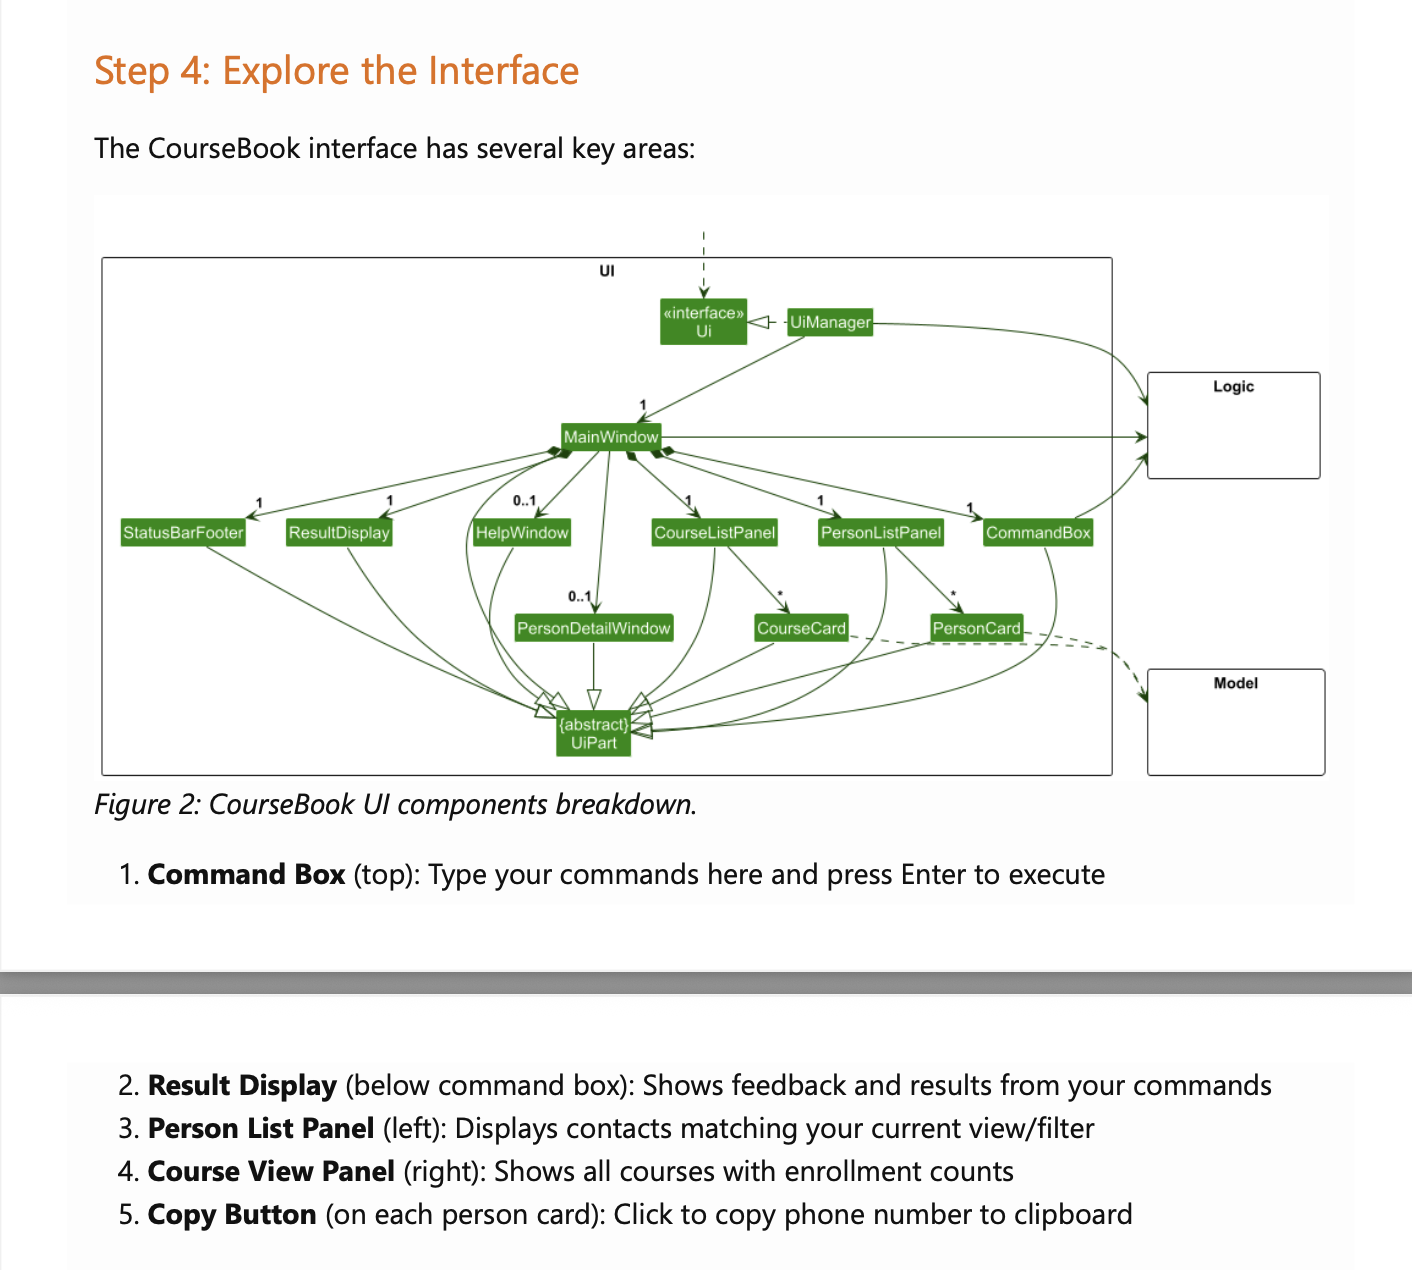 Step 4: Explore the Interface
The CourseBook interface has several key areas:
UI
«interface»
Ui
UiManager
Logic
1
MainWindow
1
1
0..1
1
1
1
StatusBarFooter
ResultDisplay
HelpWindow
CourseListPanel
PersonListPanel
CommandBox
0..1
*
*
PersonDetailWindow
CourseCard
PersonCard
Model
{abstract}
UiPart
Figure 2: CourseBook UI components breakdown.
1. Command Box (top): Type your commands here and press Enter to execute
2. Result Display (below command box): Shows feedback and results from your commands
3. Person List Panel (left): Displays contacts matching your current view/filter
4. Course View Panel (right): Shows all courses with enrollment counts
5. Copy Button (on each person card): Click to copy phone number to clipboard